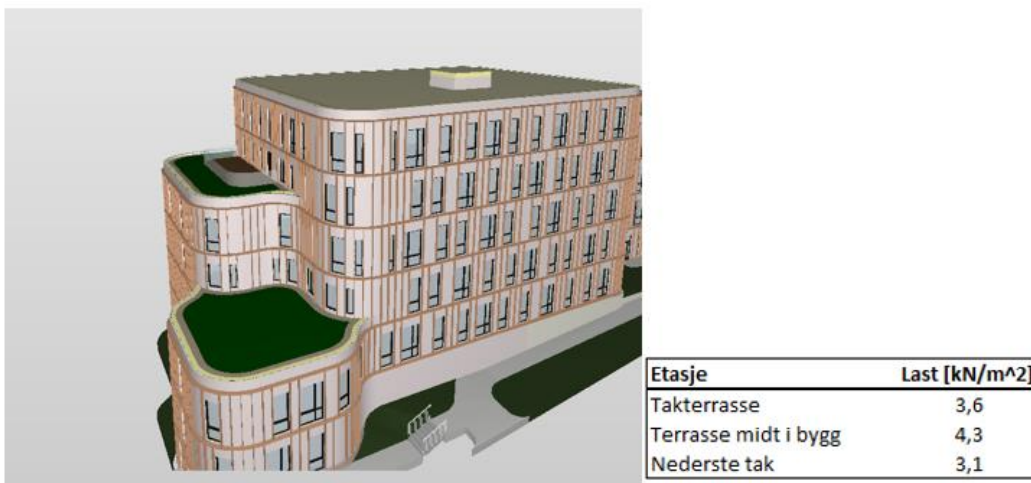 Etasje Last [kN/m^2]
Takterrasse 3,6
Terrasse midt i bygg 4,3
Nederste tak 3,1